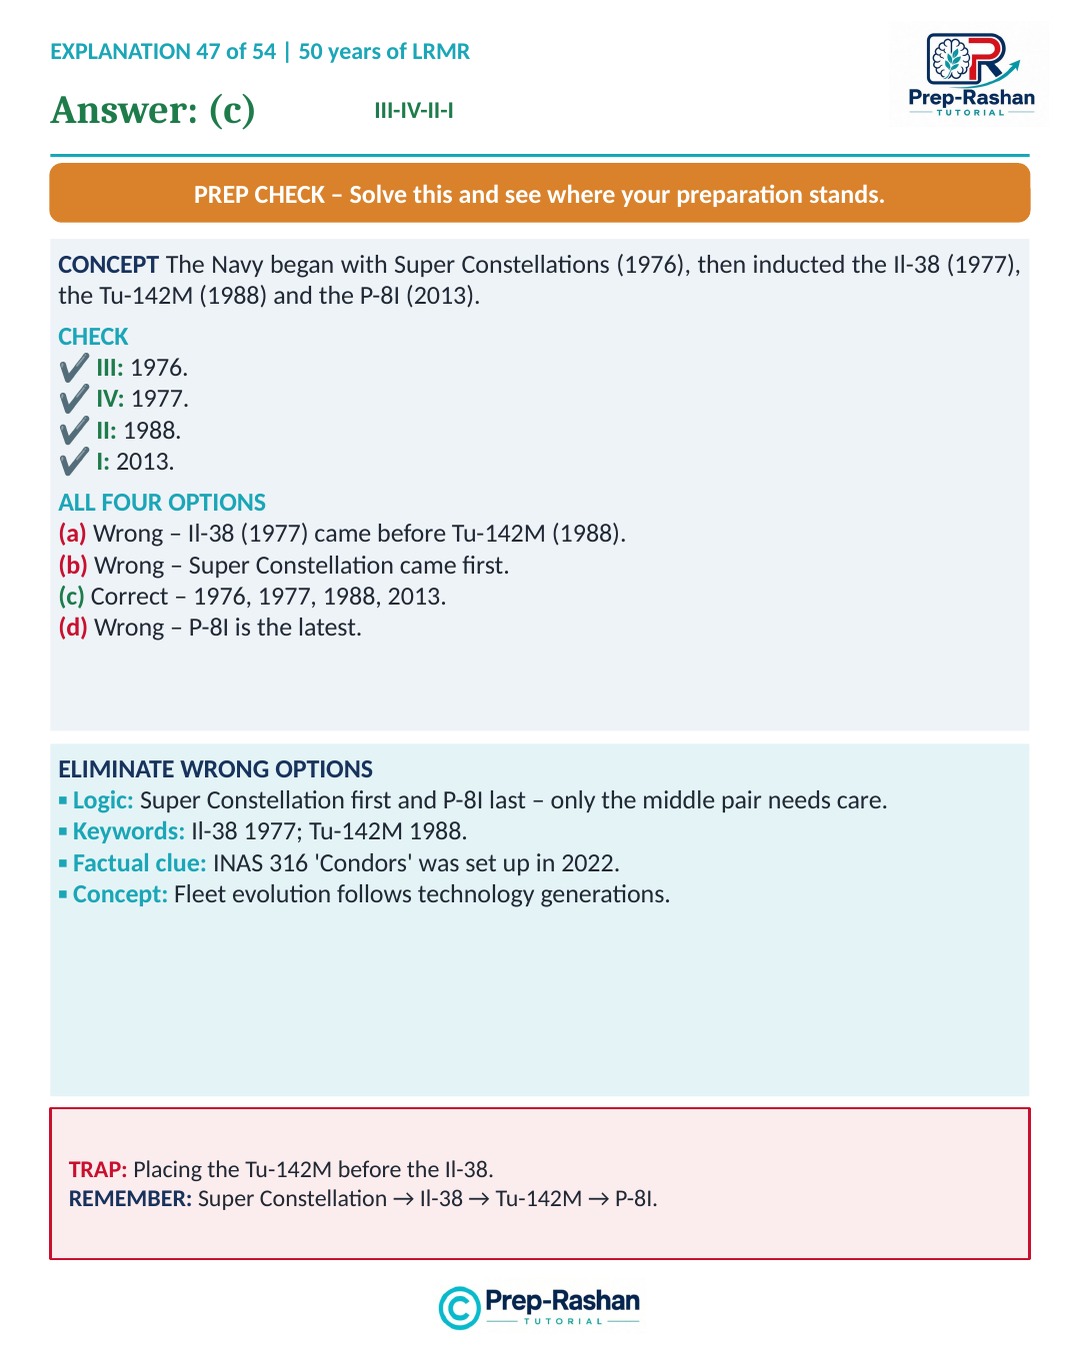 EXPLANATION 47 of 54 | 50 years of LRMR
Answer: (c) III-IV-II-I
Prep-Rashan
TUTORIAL
PREP CHECK – Solve this and see where your preparation stands.
CONCEPT The Navy began with Super Constellations (1976), then inducted the Il-38 (1977),
the Tu-142M (1988) and the P-8I (2013).
CHECK
✔ III: 1976.
✔ IV: 1977.
✔ II: 1988.
✔ I: 2013.
ALL FOUR OPTIONS
(a) Wrong – Il-38 (1977) came before Tu-142M (1988).
(b) Wrong – Super Constellation came first.
(c) Correct – 1976, 1977, 1988, 2013.
(d) Wrong – P-8I is the latest.
ELIMINATE WRONG OPTIONS
▪ Logic: Super Constellation first and P-8I last – only the middle pair needs care.
▪ Keywords: Il-38 1977; Tu-142M 1988.
▪ Factual clue: INAS 316 'Condors' was set up in 2022.
▪ Concept: Fleet evolution follows technology generations.
TRAP: Placing the Tu-142M before the Il-38.
REMEMBER: Super Constellation → Il-38 → Tu-142M → P-8I.
© Prep-Rashan
TUTORIAL